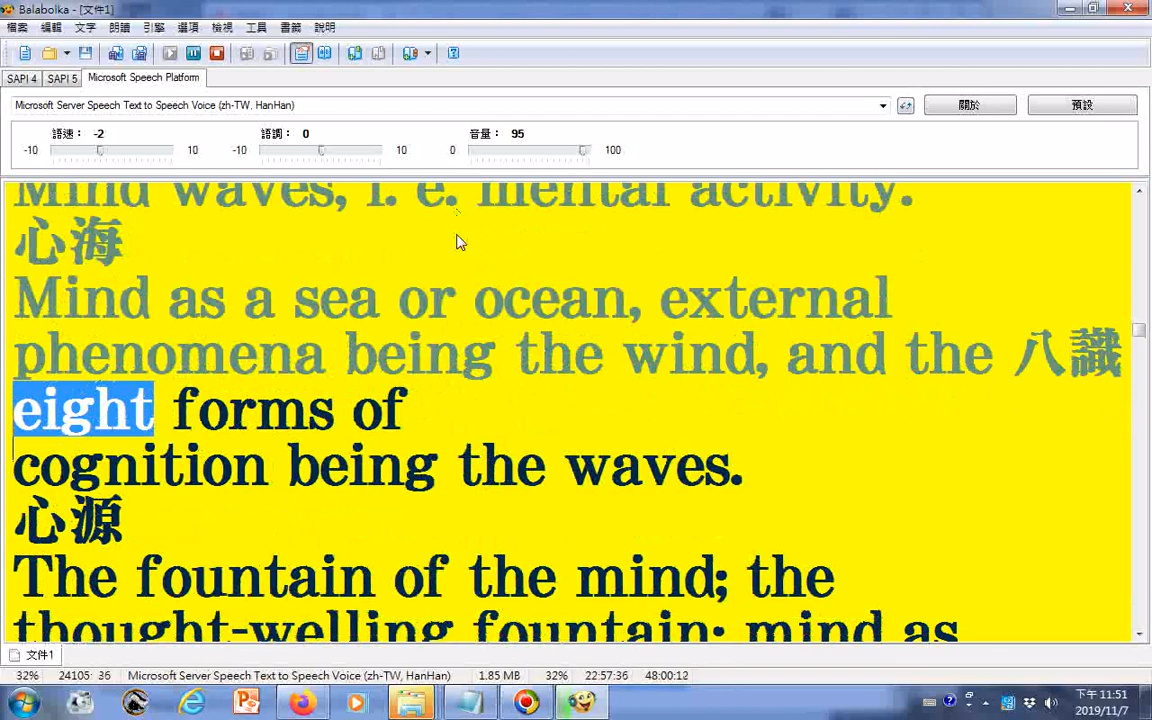 Balabolka - [文件1]
檔案 編輯 文字 朗讀 引擎 選項 檢視 工具 書籤 說明
SAPI 4 SAPI 5 Microsoft Speech Platform
Microsoft Server Speech Text to Speech Voice (zh-TW, HanHan) 關於 預設
語速： -2 語調： 0 音量： 95
-10 10 -10 10 0 100
Mind waves, i. e. mental activity.
心海
Mind as a sea or ocean, external
phenomena being the wind, and the 八識
eight forms of
cognition being the waves.
心源
The fountain of the mind; the
thought-welling fountain; mind as
文件1
32% 24105: 36 Microsoft Server Speech Text to Speech Voice (zh-TW, HanHan) 1.85 MB 32% 22:57:36 48:00:12
下午 11:51
2019/11/7